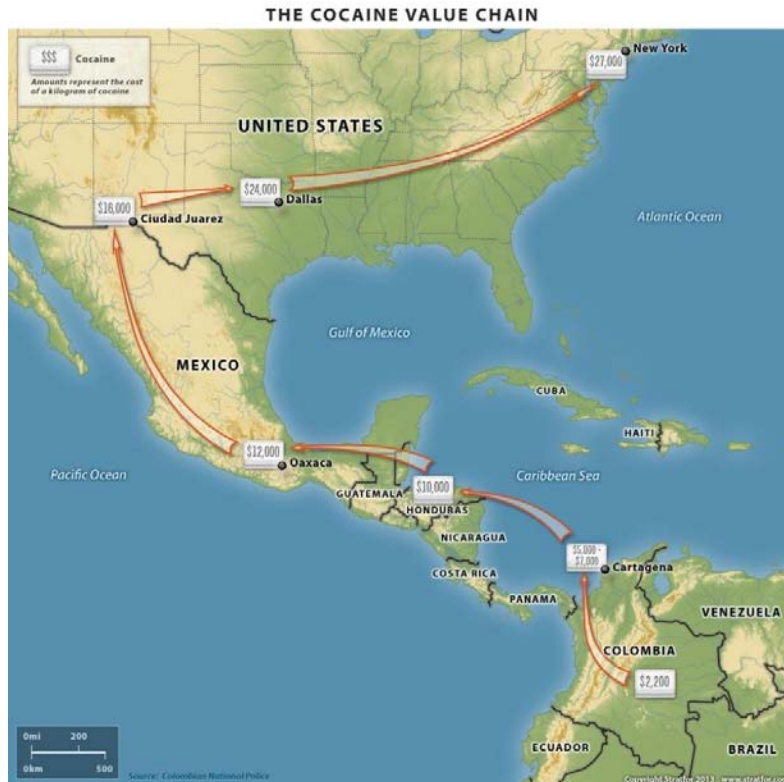 THE COCAINE VALUE CHAIN
$$$ Cocaine
Amounts represent the cost
of a kilogram of cocaine
$27,000
New York
UNITED STATES
$24,000
Dallas
$16,000
Ciudad Juarez
Atlantic Ocean
Gulf of Mexico
MEXICO
CUBA
HAITI
$12,000
Oaxaca
Pacific Ocean
Caribbean Sea
$10,000
GUATEMALA
HONDURAS
NICARAGUA
$5,000 -
$7,000
Cartagena
COSTA RICA
PANAMA
VENEZUELA
COLOMBIA
$2,200
ECUADOR
BRAZIL
0mi 200
0km 500
Source: Colombian National Police
Copyright Stratfor 2013 www.stratfor.com